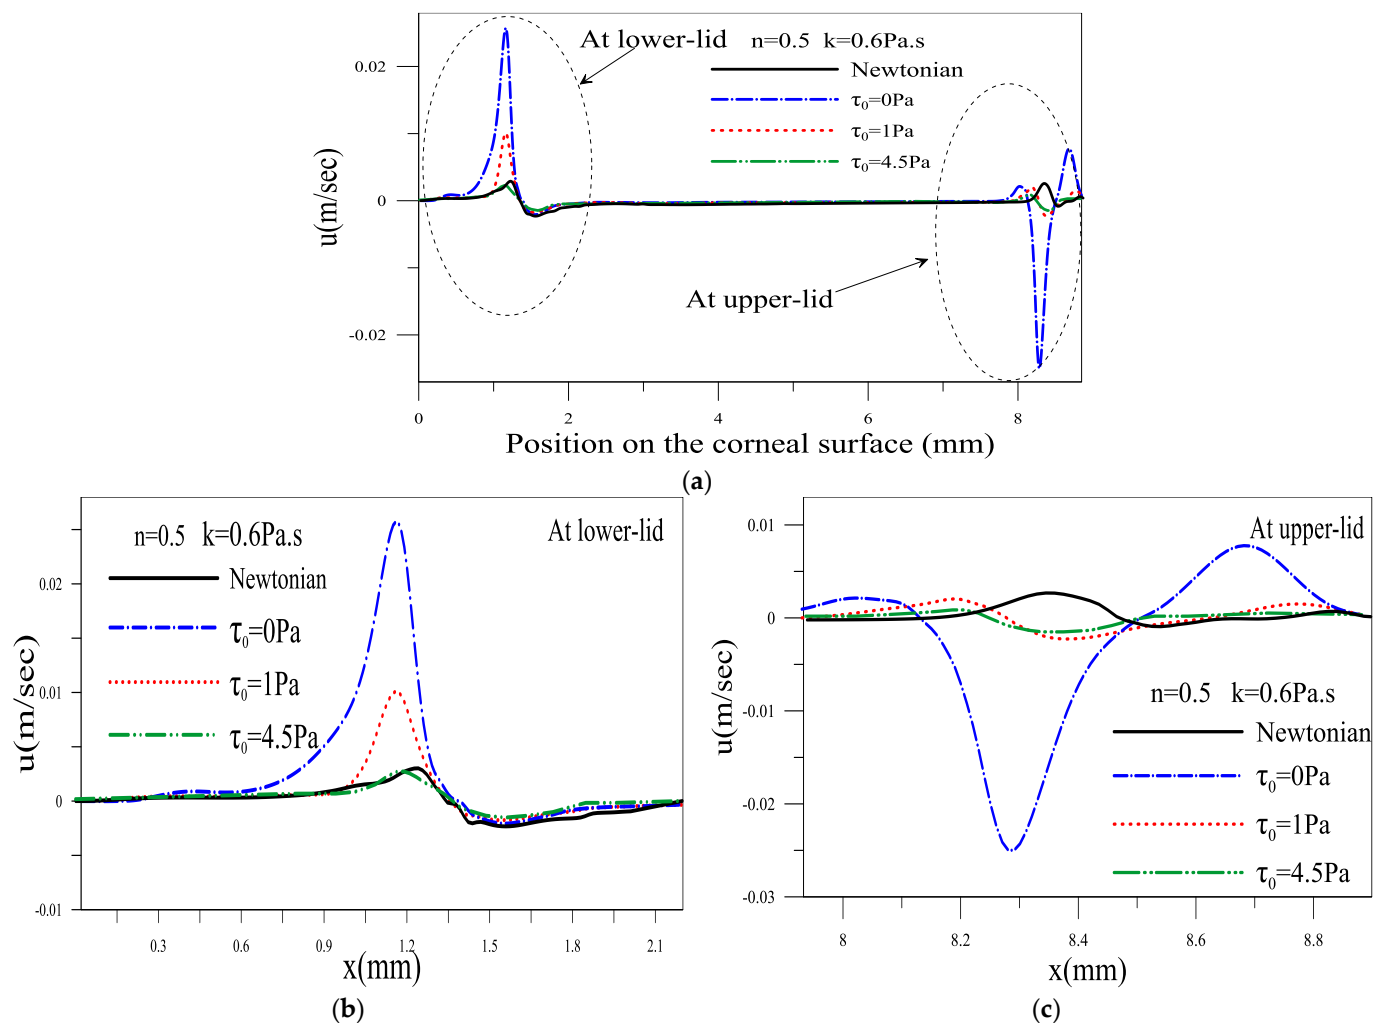 At lower-lid
n=0.5 k=0.6Pa.s
Newtonian
τ0=0Pa
τ0=1Pa
τ0=4.5Pa
At upper-lid
u(m/sec)
0.02
0
-0.02
0 2 4 6 8
Position on the corneal surface (mm)
(a)
n=0.5 k=0.6Pa.s
At lower-lid
Newtonian
τ0=0Pa
τ0=1Pa
τ0=4.5Pa
u(m/sec)
0.02
0.01
0
-0.01
0.3 0.6 0.9 1.2 1.5 1.8 2.1
x(mm)
(b)
At upper-lid
n=0.5 k=0.6Pa.s
Newtonian
τ0=0Pa
τ0=1Pa
τ0=4.5Pa
u(m/sec)
0.01
0
-0.01
-0.02
-0.03
8 8.2 8.4 8.6 8.8
x(mm)
(c)